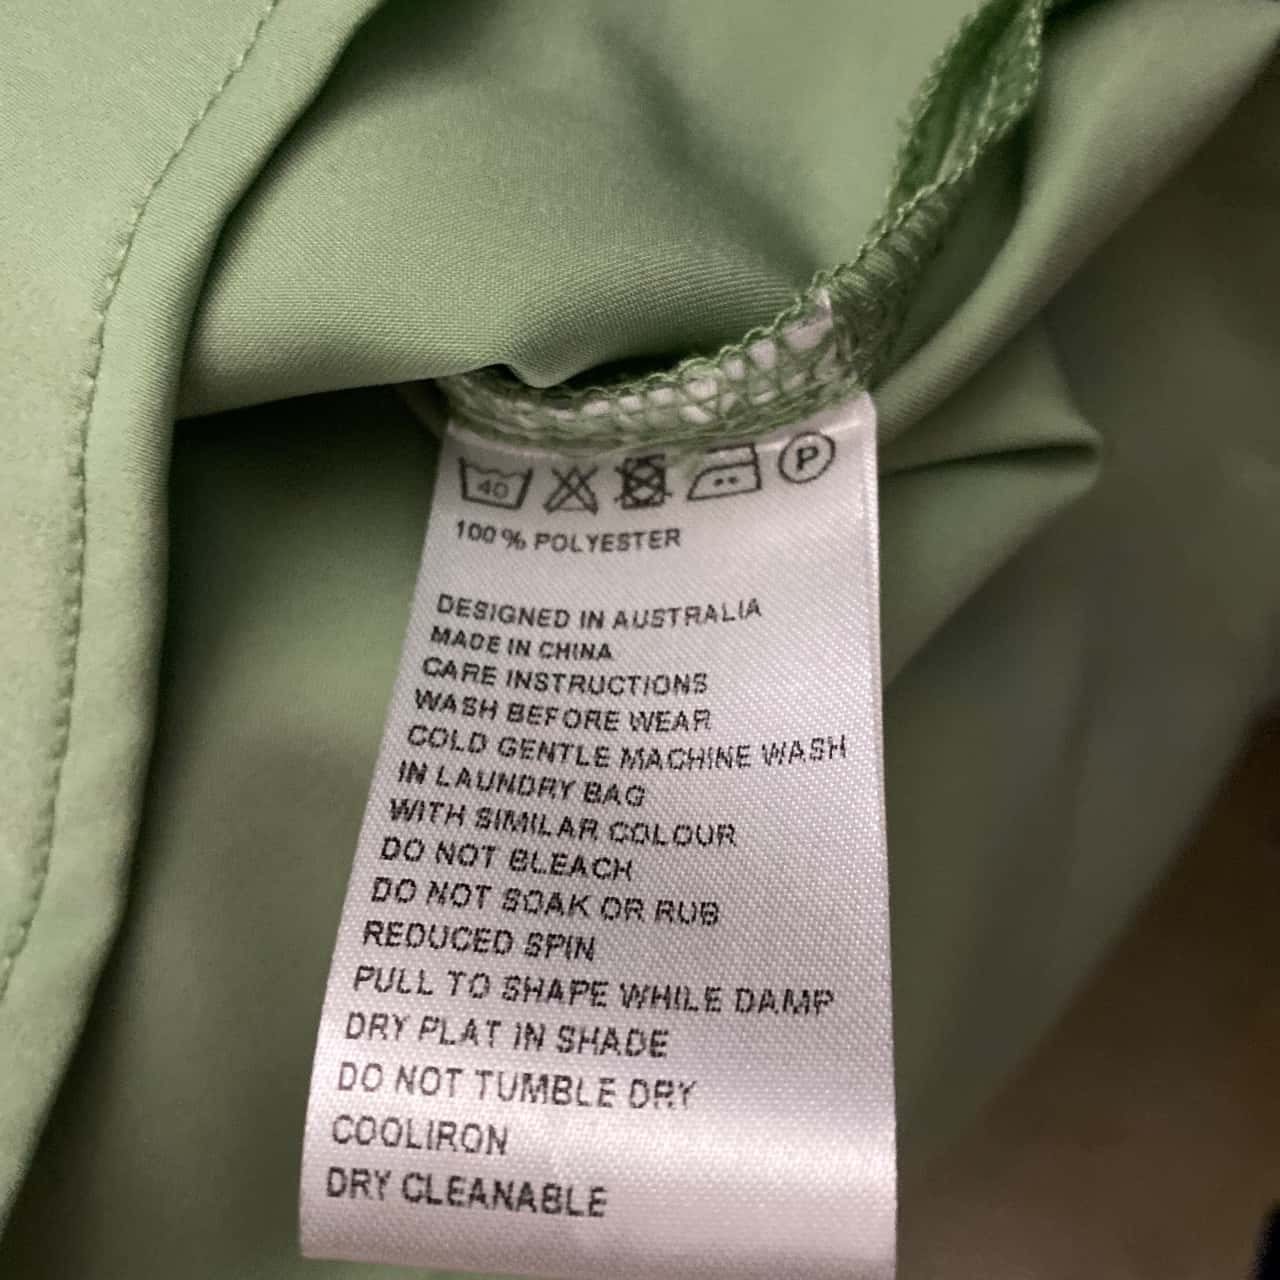 40 P
100% POLYESTER
DESIGNED IN AUSTRALIA
MADE IN CHINA
CARE INSTRUCTIONS
WASH BEFORE WEAR
COLD GENTLE MACHINE WASH
IN LAUNDRY BAG
WITH SIMILAR COLOUR
DO NOT BLEACH
DO NOT SOAK OR RUB
REDUCED SPIN
PULL TO SHAPE WHILE DAMP
DRY PLAT IN SHADE
DO NOT TUMBLE DRY
COOLIRON
DRY CLEANABLE